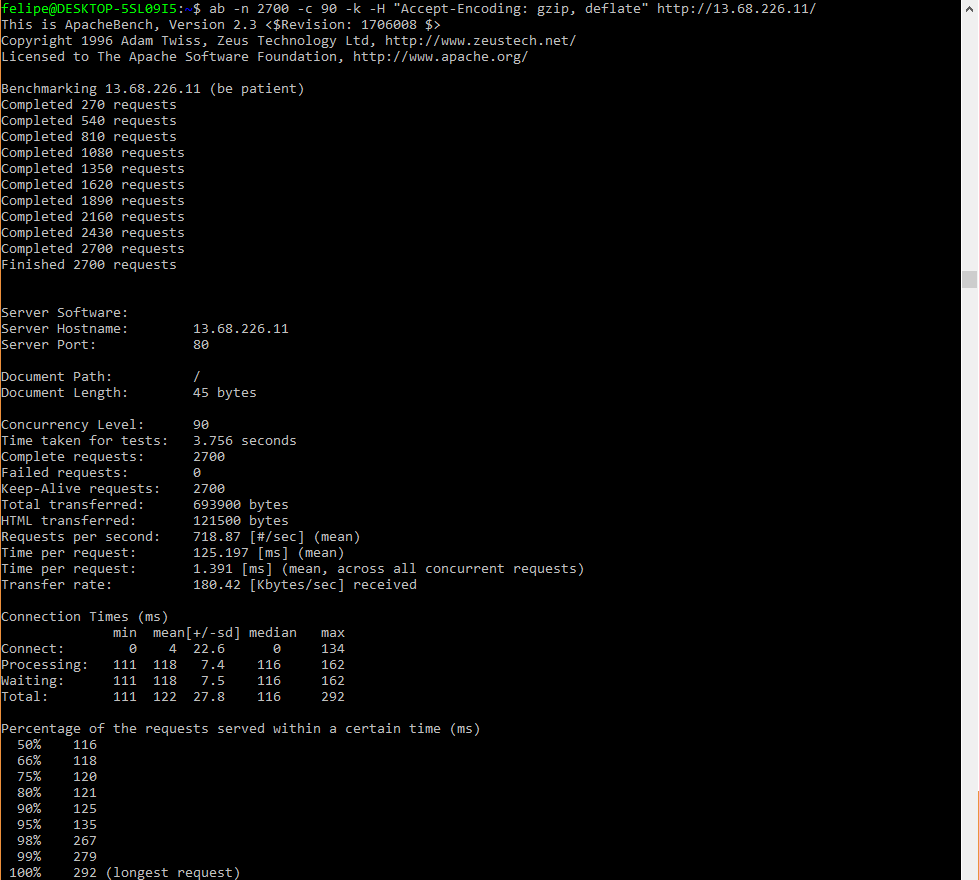 felipe@DESKTOP-5SL09I5:~$ ab -n 2700 -c 90 -k -H "Accept-Encoding: gzip, deflate" http://13.68.226.11/
This is ApacheBench, Version 2.3 <$Revision: 1706008 $>
Copyright 1996 Adam Twiss, Zeus Technology Ltd, http://www.zeustech.net/
Licensed to The Apache Software Foundation, http://www.apache.org/

Benchmarking 13.68.226.11 (be patient)
Completed 270 requests
Completed 540 requests
Completed 810 requests
Completed 1080 requests
Completed 1350 requests
Completed 1620 requests
Completed 1890 requests
Completed 2160 requests
Completed 2430 requests
Completed 2700 requests
Finished 2700 requests


Server Software:
Server Hostname:        13.68.226.11
Server Port:            80

Document Path:          /
Document Length:        45 bytes

Concurrency Level:      90
Time taken for tests:   3.756 seconds
Complete requests:      2700
Failed requests:        0
Keep-Alive requests:    2700
Total transferred:      693900 bytes
HTML transferred:       121500 bytes
Requests per second:    718.87 [#/sec] (mean)
Time per request:       125.197 [ms] (mean)
Time per request:       1.391 [ms] (mean, across all concurrent requests)
Transfer rate:          180.42 [Kbytes/sec] received

Connection Times (ms)
              min  mean[+/-sd] median   max
Connect:        0    4  22.6      0     134
Processing:   111  118   7.4    116     162
Waiting:      111  118   7.5    116     162
Total:        111  122  27.8    116     292

Percentage of the requests served within a certain time (ms)
  50%    116
  66%    118
  75%    120
  80%    121
  90%    125
  95%    135
  98%    267
  99%    279
 100%    292 (longest request)